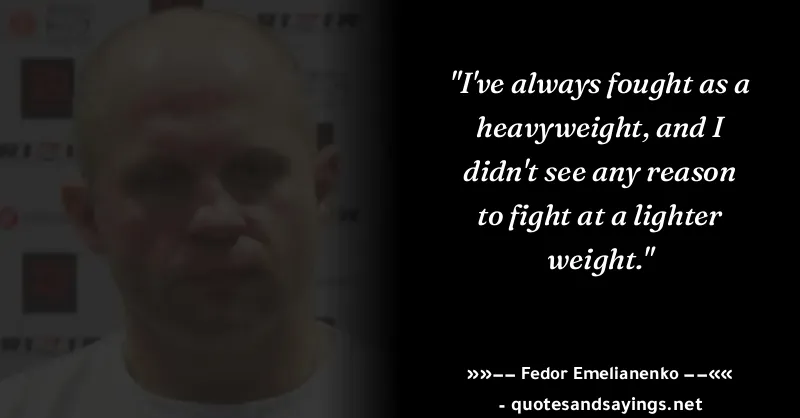 "I've always fought as a
heavyweight, and I
didn't see any reason
to fight at a lighter
weight."
»»−− Fedor Emelianenko −−««
- quotesandsayings.net